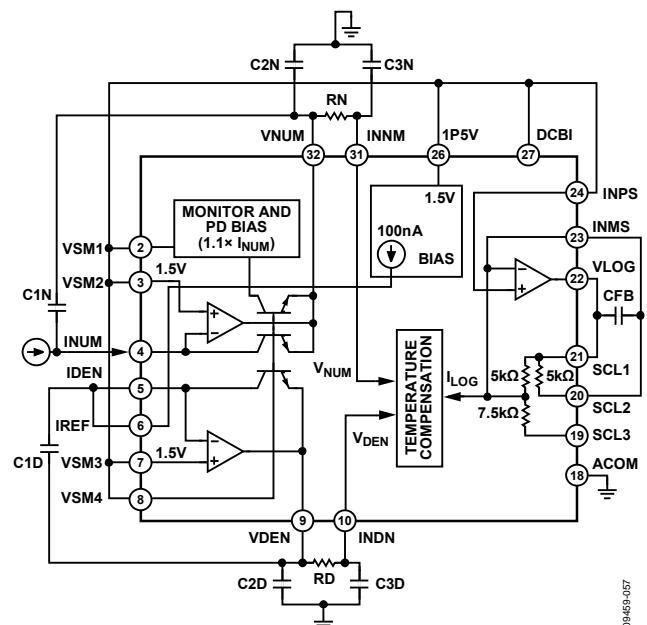 C2N
C3N
RN
VNUM
INNM
1P5V
DCBI
32
31
26
27
24
INPS
1.5V
MONITOR AND
PD BIAS
(1.1× INUM)
100nA
BIAS
23
INMS
VSM1
2
22
VLOG
VSM2
3
1.5V
CFB
C1N
+
−
−
+
INUM
4
VNUM
21
SCL1
IDEN
5
TEMPERATURE
COMPENSATION
ILOG
5kΩ
5kΩ
20
SCL2
IREF
6
7.5kΩ
VDEN
19
SCL3
C1D
VSM3
7
1.5V
−
+
18
ACOM
VSM4
8
9
10
VDEN
INDN
RD
C2D
C3D
09459-057